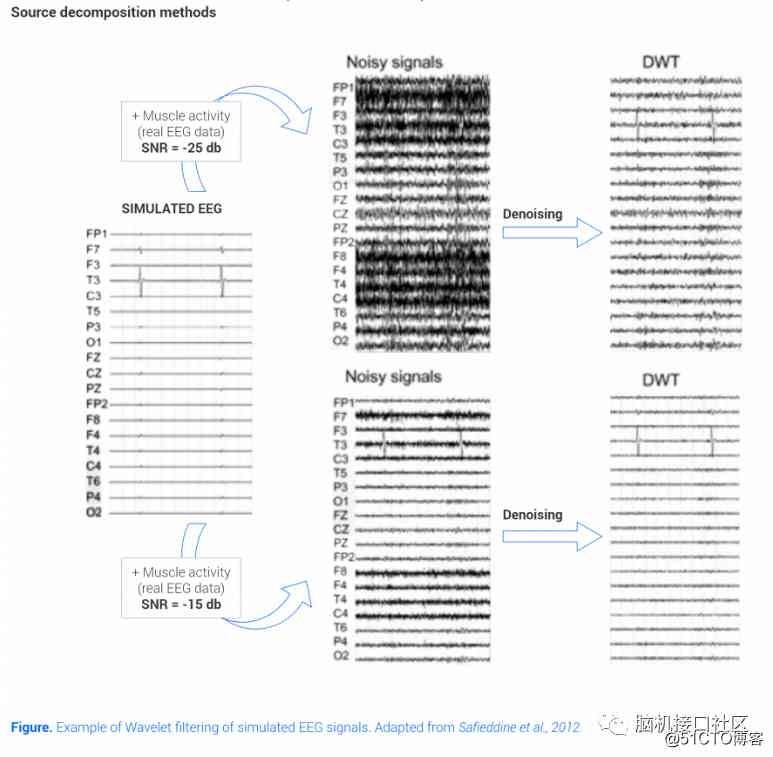 Source decomposition methods
+ Muscle activity
(real EEG data)
SNR = -25 db
SIMULATED EEG
FP1
F7
F3
T3
C3
T5
P3
O1
FZ
CZ
PZ
FP2
F8
F4
T4
C4
T6
P4
O2
+ Muscle activity
(real EEG data)
SNR = -15 db
Noisy signals
FP1
F7
F3
T3
C3
T5
P3
O1
FZ
CZ
PZ
FP2
F8
F4
T4
C4
T6
P4
O2
Denoising
DWT
Noisy signals
FP1
F7
F3
T3
C3
T5
P3
O1
FZ
CZ
PZ
FP2
F8
F4
T4
C4
T6
P4
O2
Denoising
DWT
Figure. Example of Wavelet filtering of simulated EEG signals. Adapted from Safieddine et al., 2012.
脑机接口社区
@51CTO博客